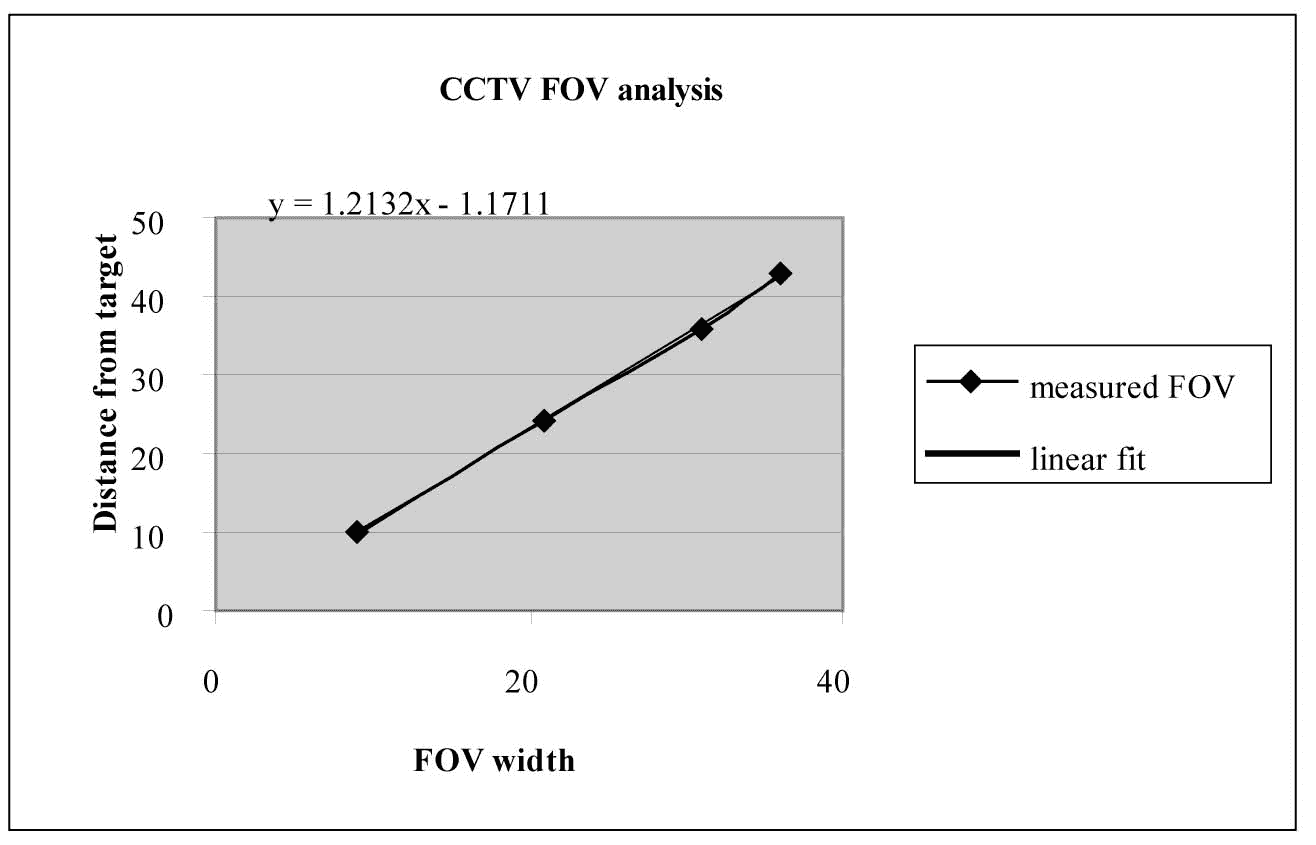 CCTV FOV analysis
y = 1.2132x - 1.1711
50
40
30
20
10
0
Distance from target
0 20 40
FOV width
measured FOV
linear fit